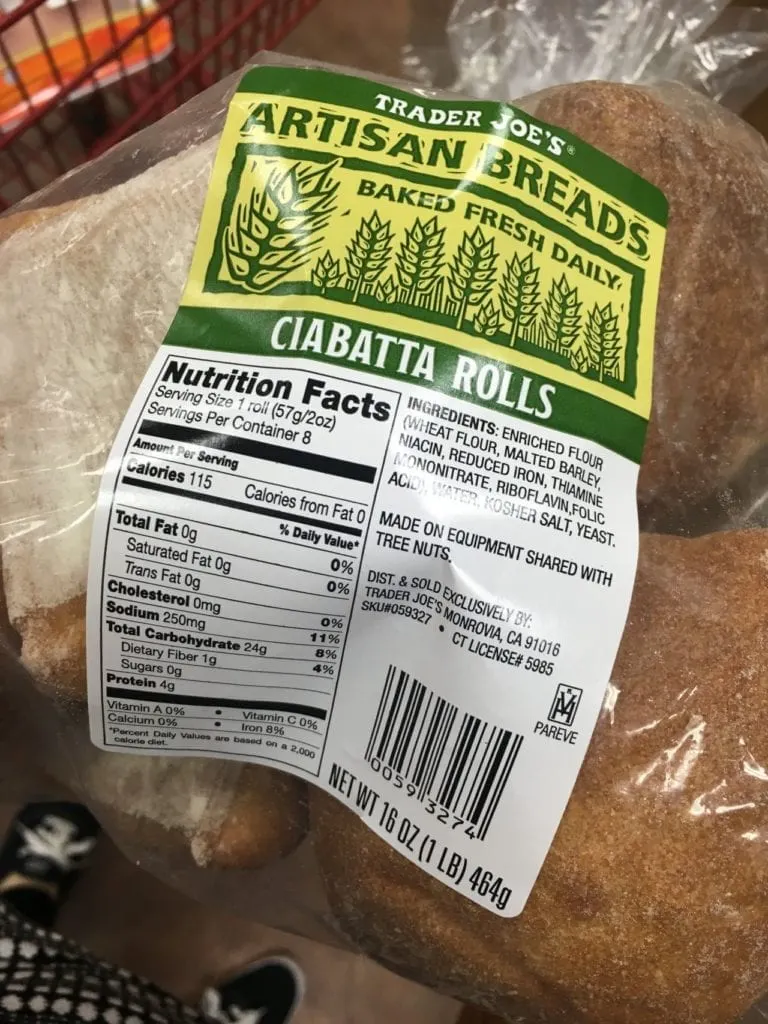 TRADER JOE'S®
ARTISAN BREADS
BAKED FRESH DAILY
CIABATTA ROLLS
Nutrition Facts
Serving Size 1 roll (57g/2oz)
Servings Per Container 8
Amount Per Serving
Calories 115 Calories from Fat 0
% Daily Value*
Total Fat 0g 0%
Saturated Fat 0g 0%
Trans Fat 0g
Cholesterol 0mg 0%
Sodium 250mg 11%
Total Carbohydrate 24g 8%
Dietary Fiber 1g 4%
Sugars 0g
Protein 4g
Vitamin A 0% • Vitamin C 0%
Calcium 0% • Iron 8%
*Percent Daily Values are based on a 2,000
calorie diet.
INGREDIENTS: ENRICHED FLOUR
(WHEAT FLOUR, MALTED BARLEY,
NIACIN, REDUCED IRON, THIAMINE
MONONITRATE, RIBOFLAVIN,FOLIC
ACID), WATER, KOSHER SALT, YEAST.
MADE ON EQUIPMENT SHARED WITH
TREE NUTS.
DIST. & SOLD EXCLUSIVELY BY:
TRADER JOE'S MONROVIA, CA 91016
SKU#059327 • CT LICENSE# 5985
PAREVE
0059 3274
NET WT 16 OZ (1 LB) 464g